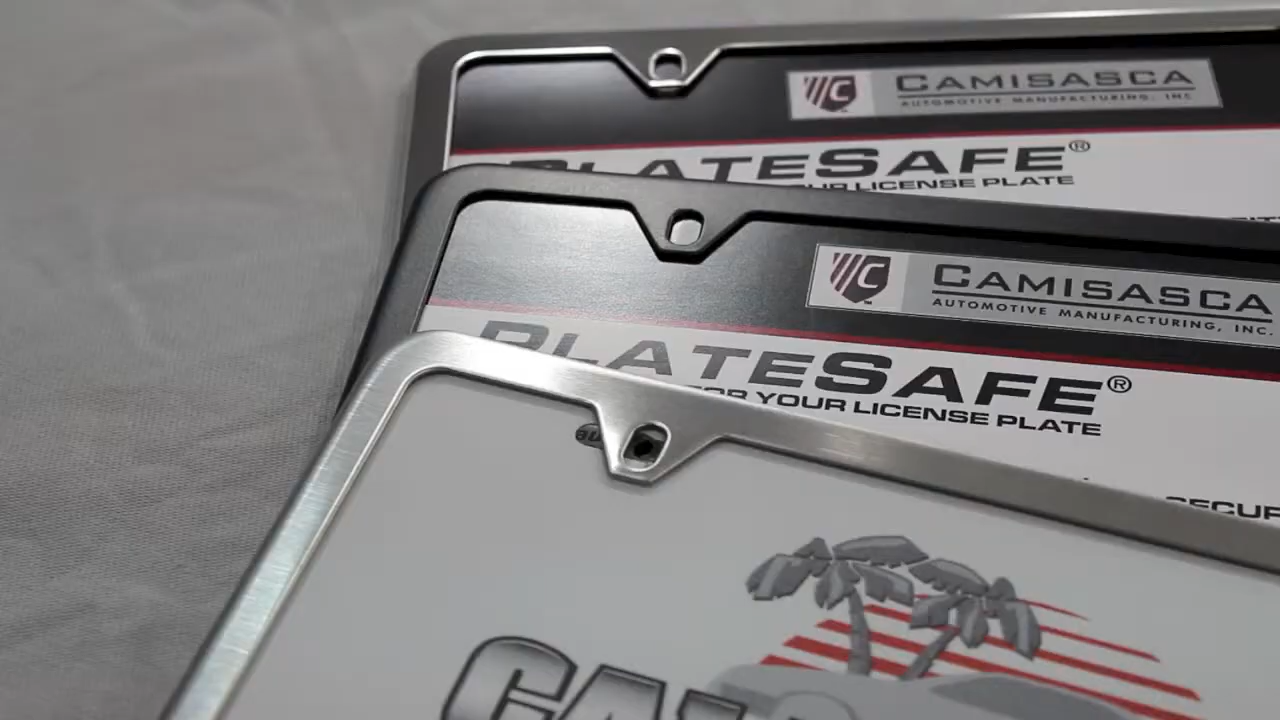 CAMISASCA
AUTOMOTIVE MANUFACTURING, INC
PLATESAFE®
YOUR LICENSE PLATE
CAMISASCA
AUTOMOTIVE MANUFACTURING, INC.
PLATESAFE®
FOR YOUR LICENSE PLATE